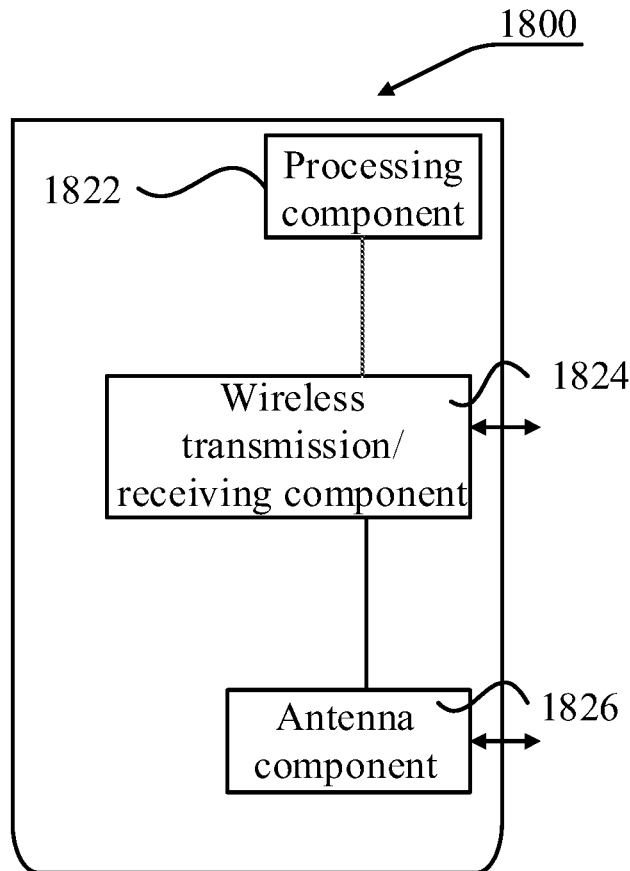 1800
Processing
component
1822
Wireless
transmission/
receiving component
1824
Antenna
component
1826